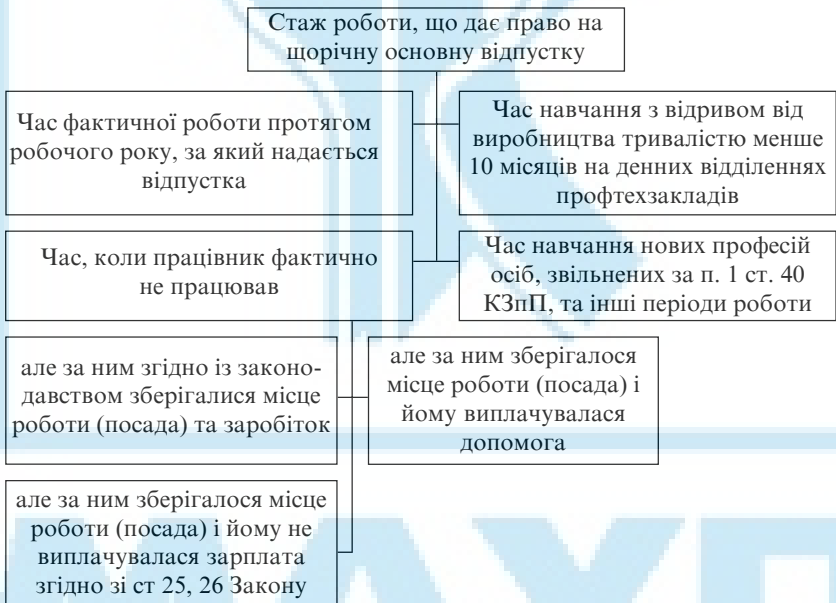 Стаж роботи, що дає право на
щорічну основну відпустку
Час фактичної роботи протягом
робочого року, за який надається
відпустка
Час навчання з відривом від
виробництва тривалістю менше
10 місяців на денних відділеннях
профтехзакладів
Час, коли працівник фактично
не працював
Час навчання нових професій
осіб, звільнених за п. 1 ст. 40
КЗпП, та інші періоди роботи
але за ним згідно із законо-
давством зберігалися місце
роботи (посада) та заробіток
але за ним зберігалося
місце роботи (посада) і
йому виплачувалася
допомога
але за ним зберігалося місце
роботи (посада) і йому не
виплачувалася зарплата
згідно зі ст 25, 26 Закону